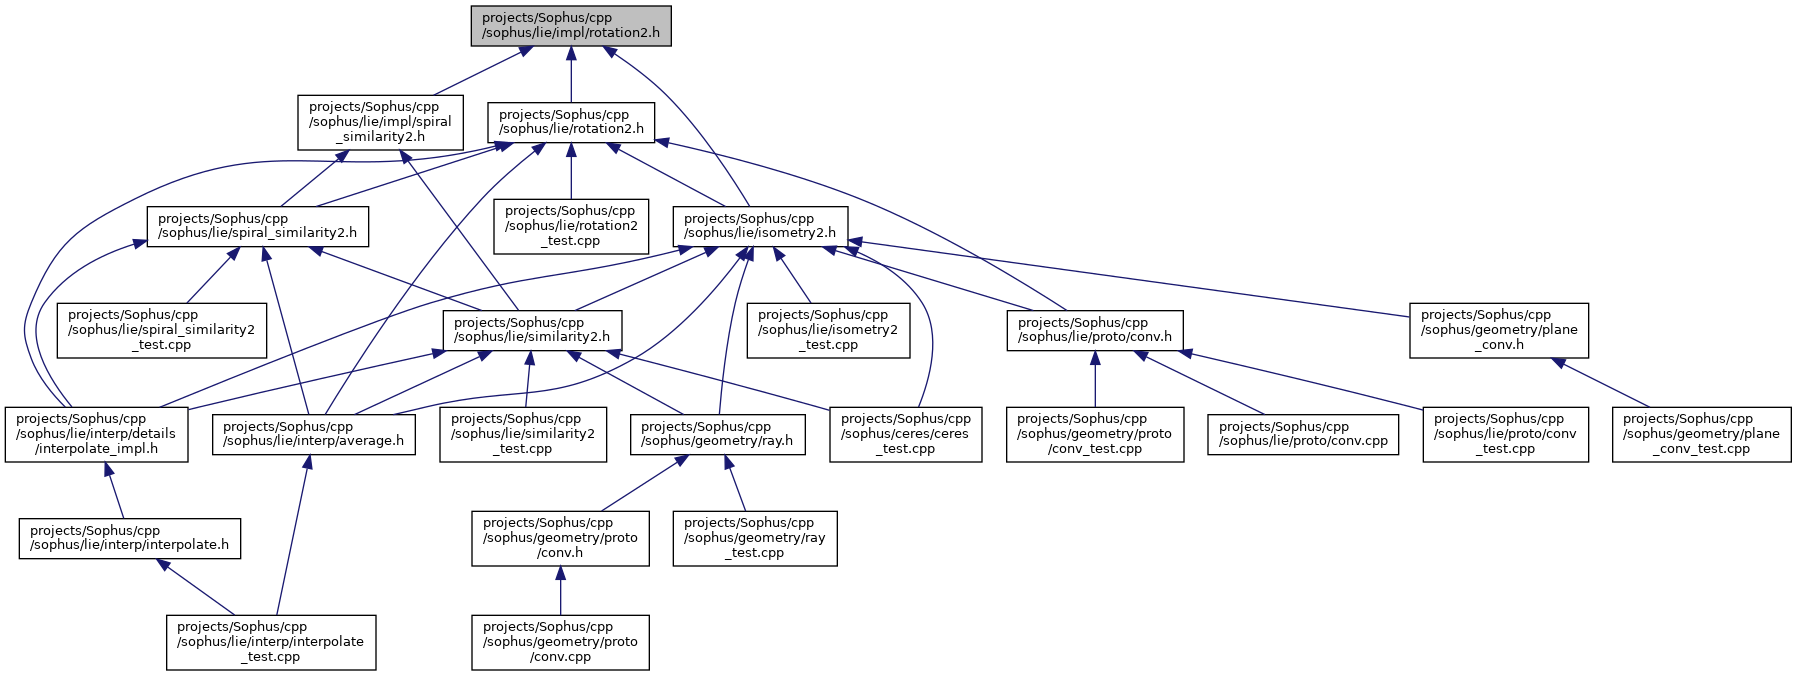 projects/Sophus/cpp
/sophus/lie/impl/rotation2.h
projects/Sophus/cpp
/sophus/lie/impl/spiral
_similarity2.h
projects/Sophus/cpp
/sophus/lie/rotation2.h
projects/Sophus/cpp
/sophus/lie/spiral_similarity2.h
projects/Sophus/cpp
/sophus/lie/rotation2
_test.cpp
projects/Sophus/cpp
/sophus/lie/isometry2.h
projects/Sophus/cpp
/sophus/lie/spiral_similarity2
_test.cpp
projects/Sophus/cpp
/sophus/lie/similarity2.h
projects/Sophus/cpp
/sophus/lie/isometry2
_test.cpp
projects/Sophus/cpp
/sophus/lie/proto/conv.h
projects/Sophus/cpp
/sophus/geometry/plane
_conv.h
projects/Sophus/cpp
/sophus/lie/interp/details
/interpolate_impl.h
projects/Sophus/cpp
/sophus/lie/interp/average.h
projects/Sophus/cpp
/sophus/lie/similarity2
_test.cpp
projects/Sophus/cpp
/sophus/geometry/ray.h
projects/Sophus/cpp
/sophus/ceres/ceres
_test.cpp
projects/Sophus/cpp
/sophus/geometry/proto
/conv_test.cpp
projects/Sophus/cpp
/sophus/lie/proto/conv.cpp
projects/Sophus/cpp
/sophus/lie/proto/conv
_test.cpp
projects/Sophus/cpp
/sophus/geometry/plane
_conv_test.cpp
projects/Sophus/cpp
/sophus/lie/interp/interpolate.h
projects/Sophus/cpp
/sophus/geometry/proto
/conv.h
projects/Sophus/cpp
/sophus/geometry/ray
_test.cpp
projects/Sophus/cpp
/sophus/lie/interp/interpolate
_test.cpp
projects/Sophus/cpp
/sophus/geometry/proto
/conv.cpp